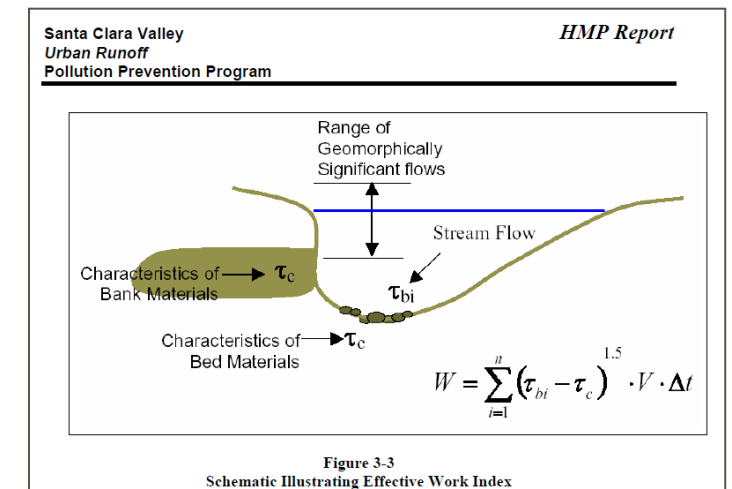 Santa Clara Valley
Urban Runoff
Pollution Prevention Program
HMP Report
Range of
Geomorphically
Significant flows
Stream Flow
Characteristics of
Bank Materials
τc
τbi
Characteristics of
Bed Materials
τc
W = ∑ⁿᵢ₌₁ (τbi − τc)^1.5 · V · Δt
Figure 3-3
Schematic Illustrating Effective Work Index